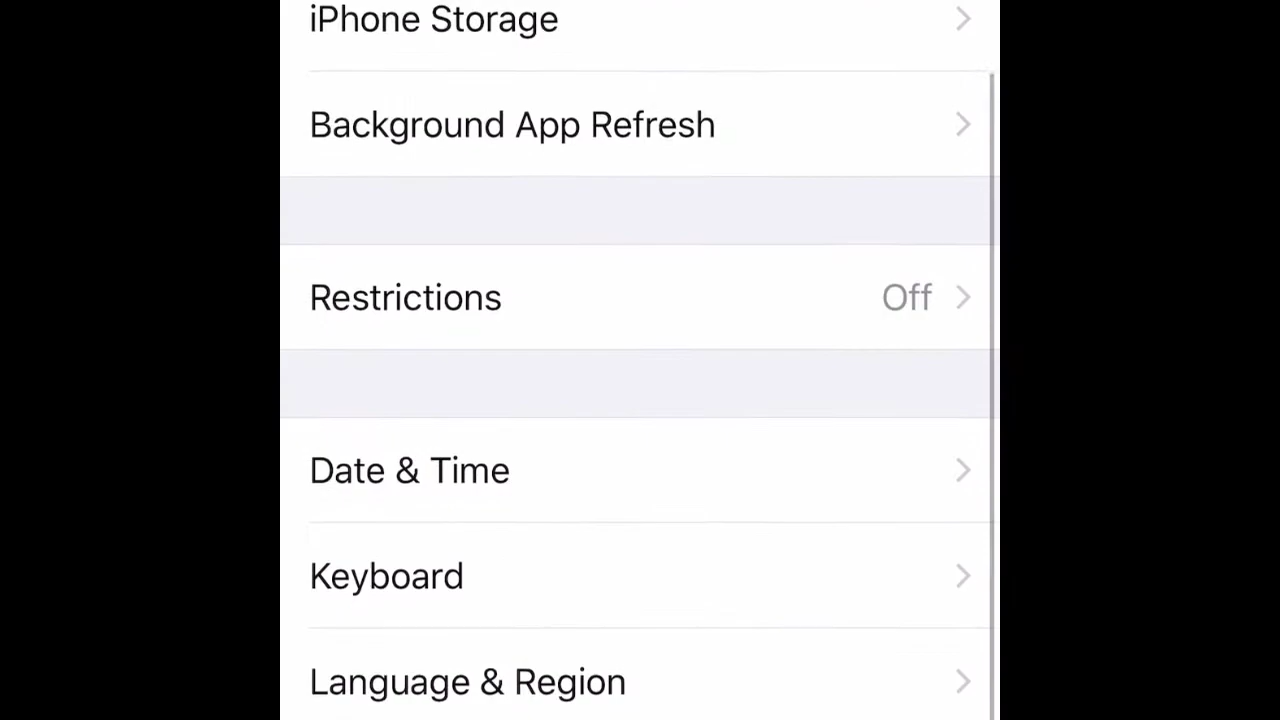 iPhone Storage
Background App Refresh
Restrictions Off
Date & Time
Keyboard
Language & Region